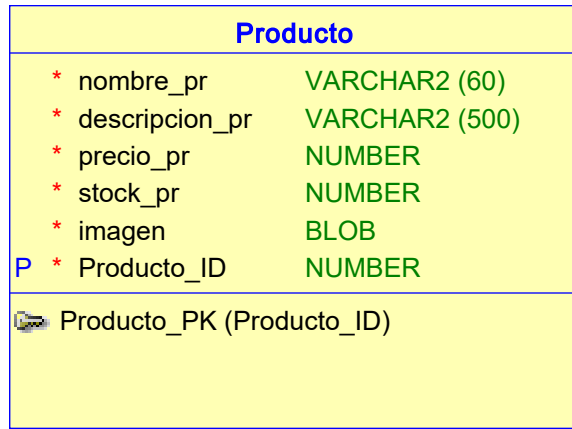 Producto
* nombre_pr VARCHAR2 (60)
* descripcion_pr VARCHAR2 (500)
* precio_pr NUMBER
* stock_pr NUMBER
* imagen BLOB
P * Producto_ID NUMBER
Producto_PK (Producto_ID)